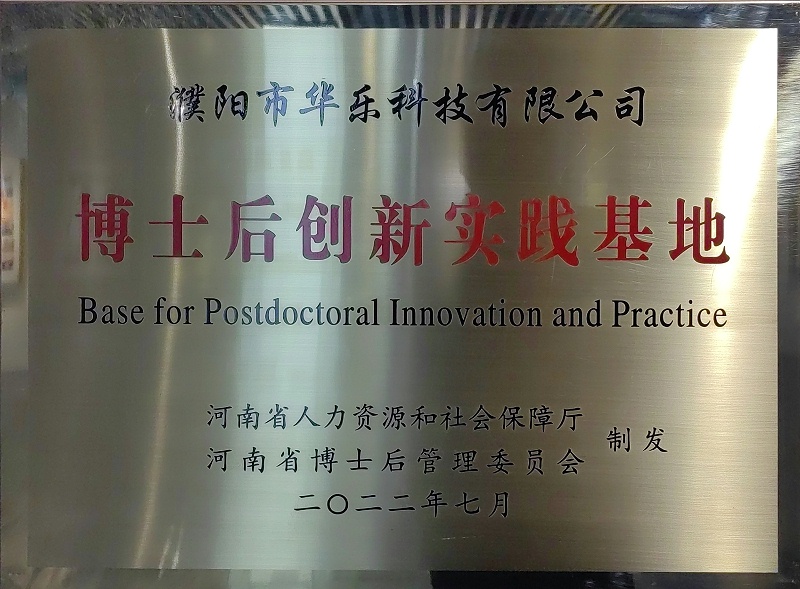 濮阳市华乐科技有限公司
博士后创新实践基地
Base for Postdoctoral Innovation and Practice
河南省人力资源和社会保障厅
河南省博士后管理委员会
制发
二〇二二年七月